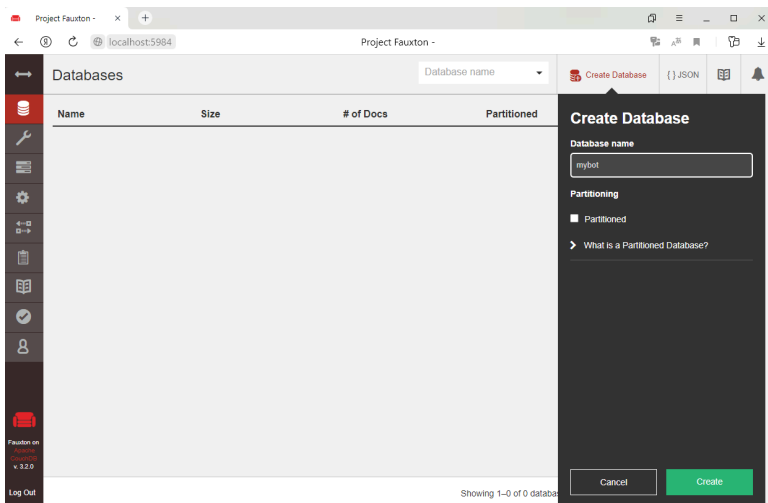 Project Fauxton -
localhost:5984
Project Fauxton -
Databases
Database name
Create Database
{ } JSON
Name Size # of Docs Partitioned
Create Database
Database name
mybot
Partitioning
Partitioned
What is a Partitioned Database?
Fauxton on
Apache
CouchDB
v. 3.2.0
Log Out
Showing 1–0 of 0 databa
Cancel
Create